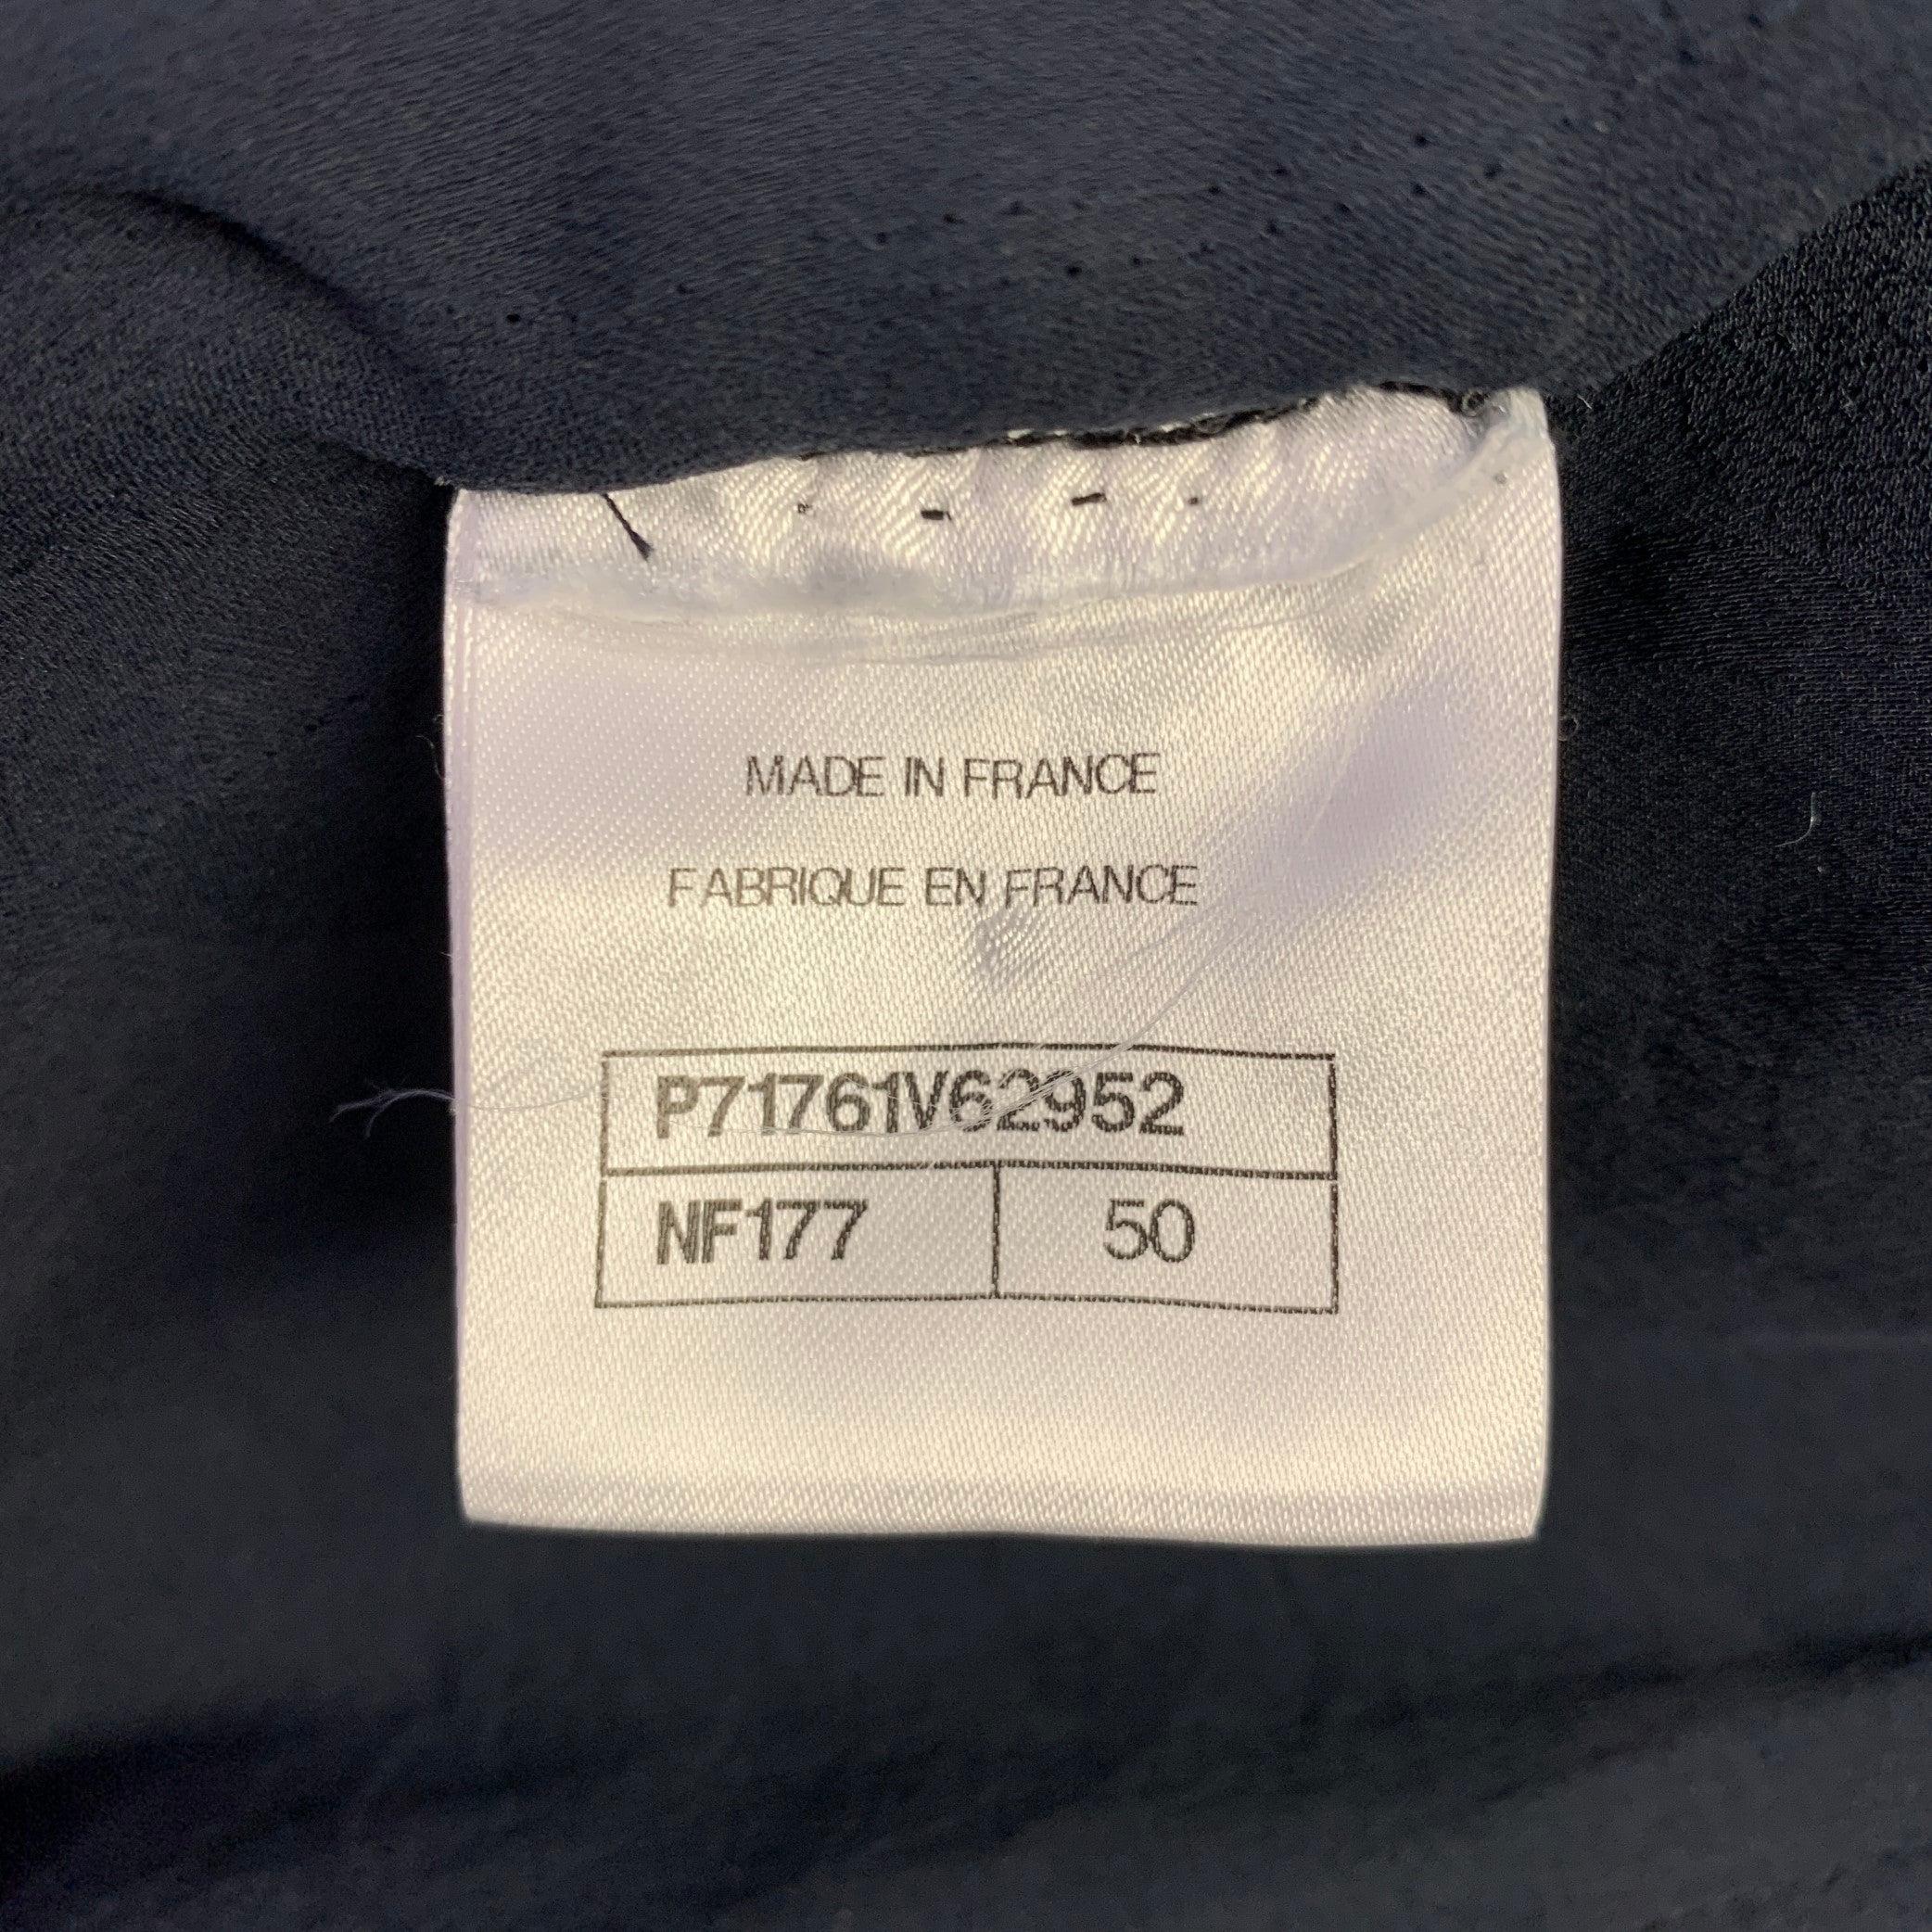 MADE IN FRANCE
FABRIQUE EN FRANCE
P71761V62952
NF177 50